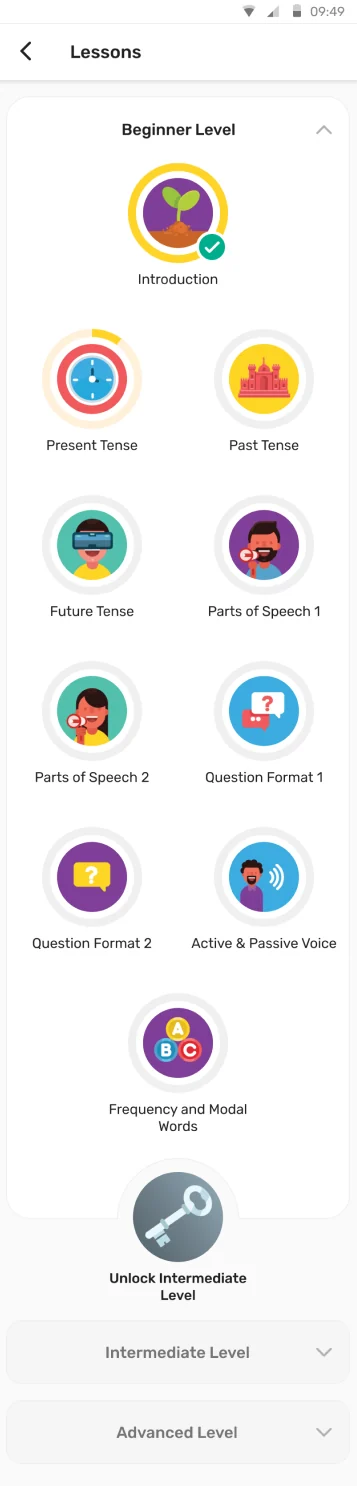 09:49
Lessons
Beginner Level
Introduction
Present Tense
Past Tense
Future Tense
Parts of Speech 1
Parts of Speech 2
?
Question Format 1
?
Question Format 2
Active & Passive Voice
A
B C
Frequency and Modal
Words
Unlock Intermediate
Level
Intermediate Level
Advanced Level